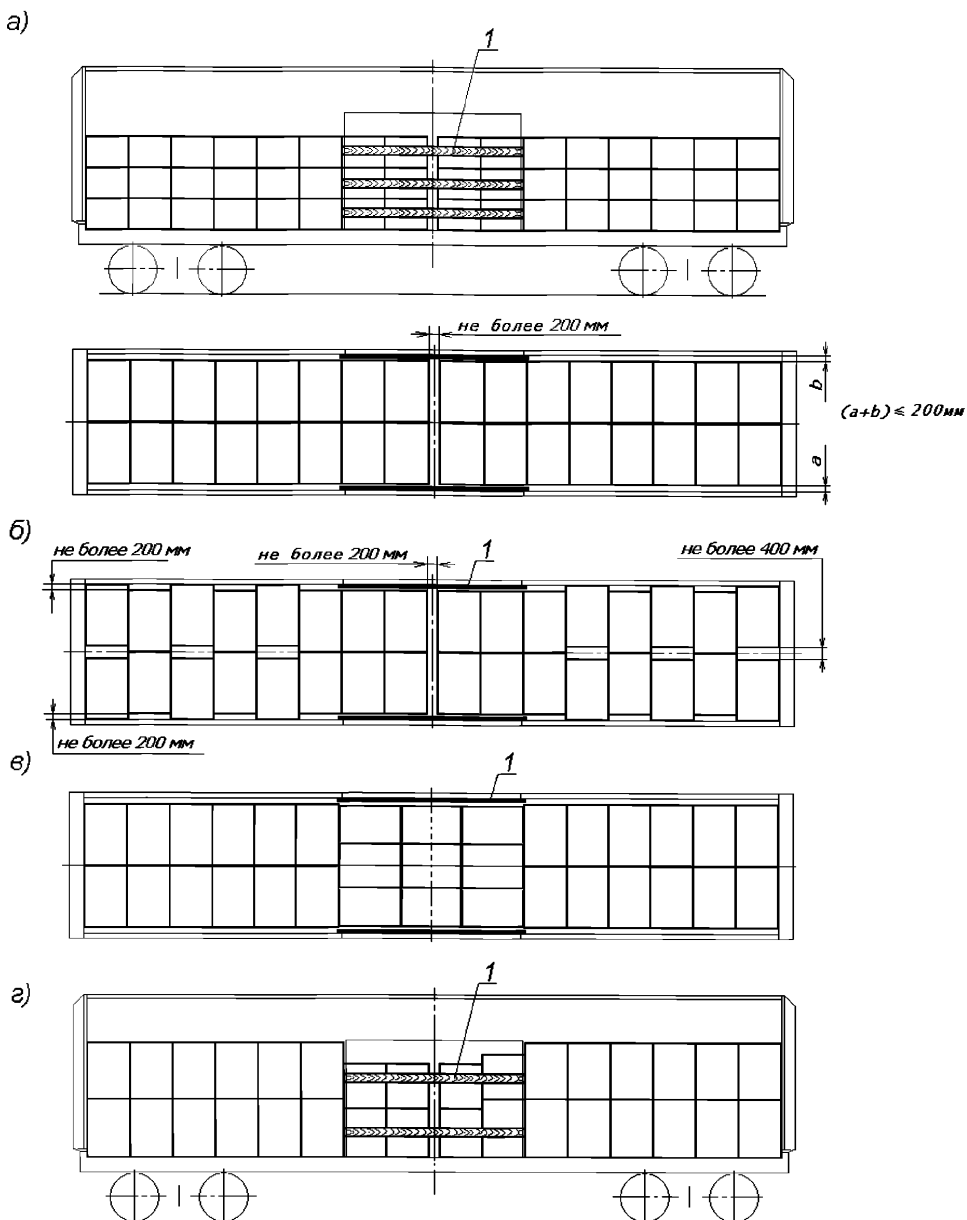 а)
1
не более 200 мм
b
(a+b) ≤ 200мм
a
б)
не более 200 мм
не более 200 мм
1
не более 400 мм
не более 200 мм
в)
1
г)
1